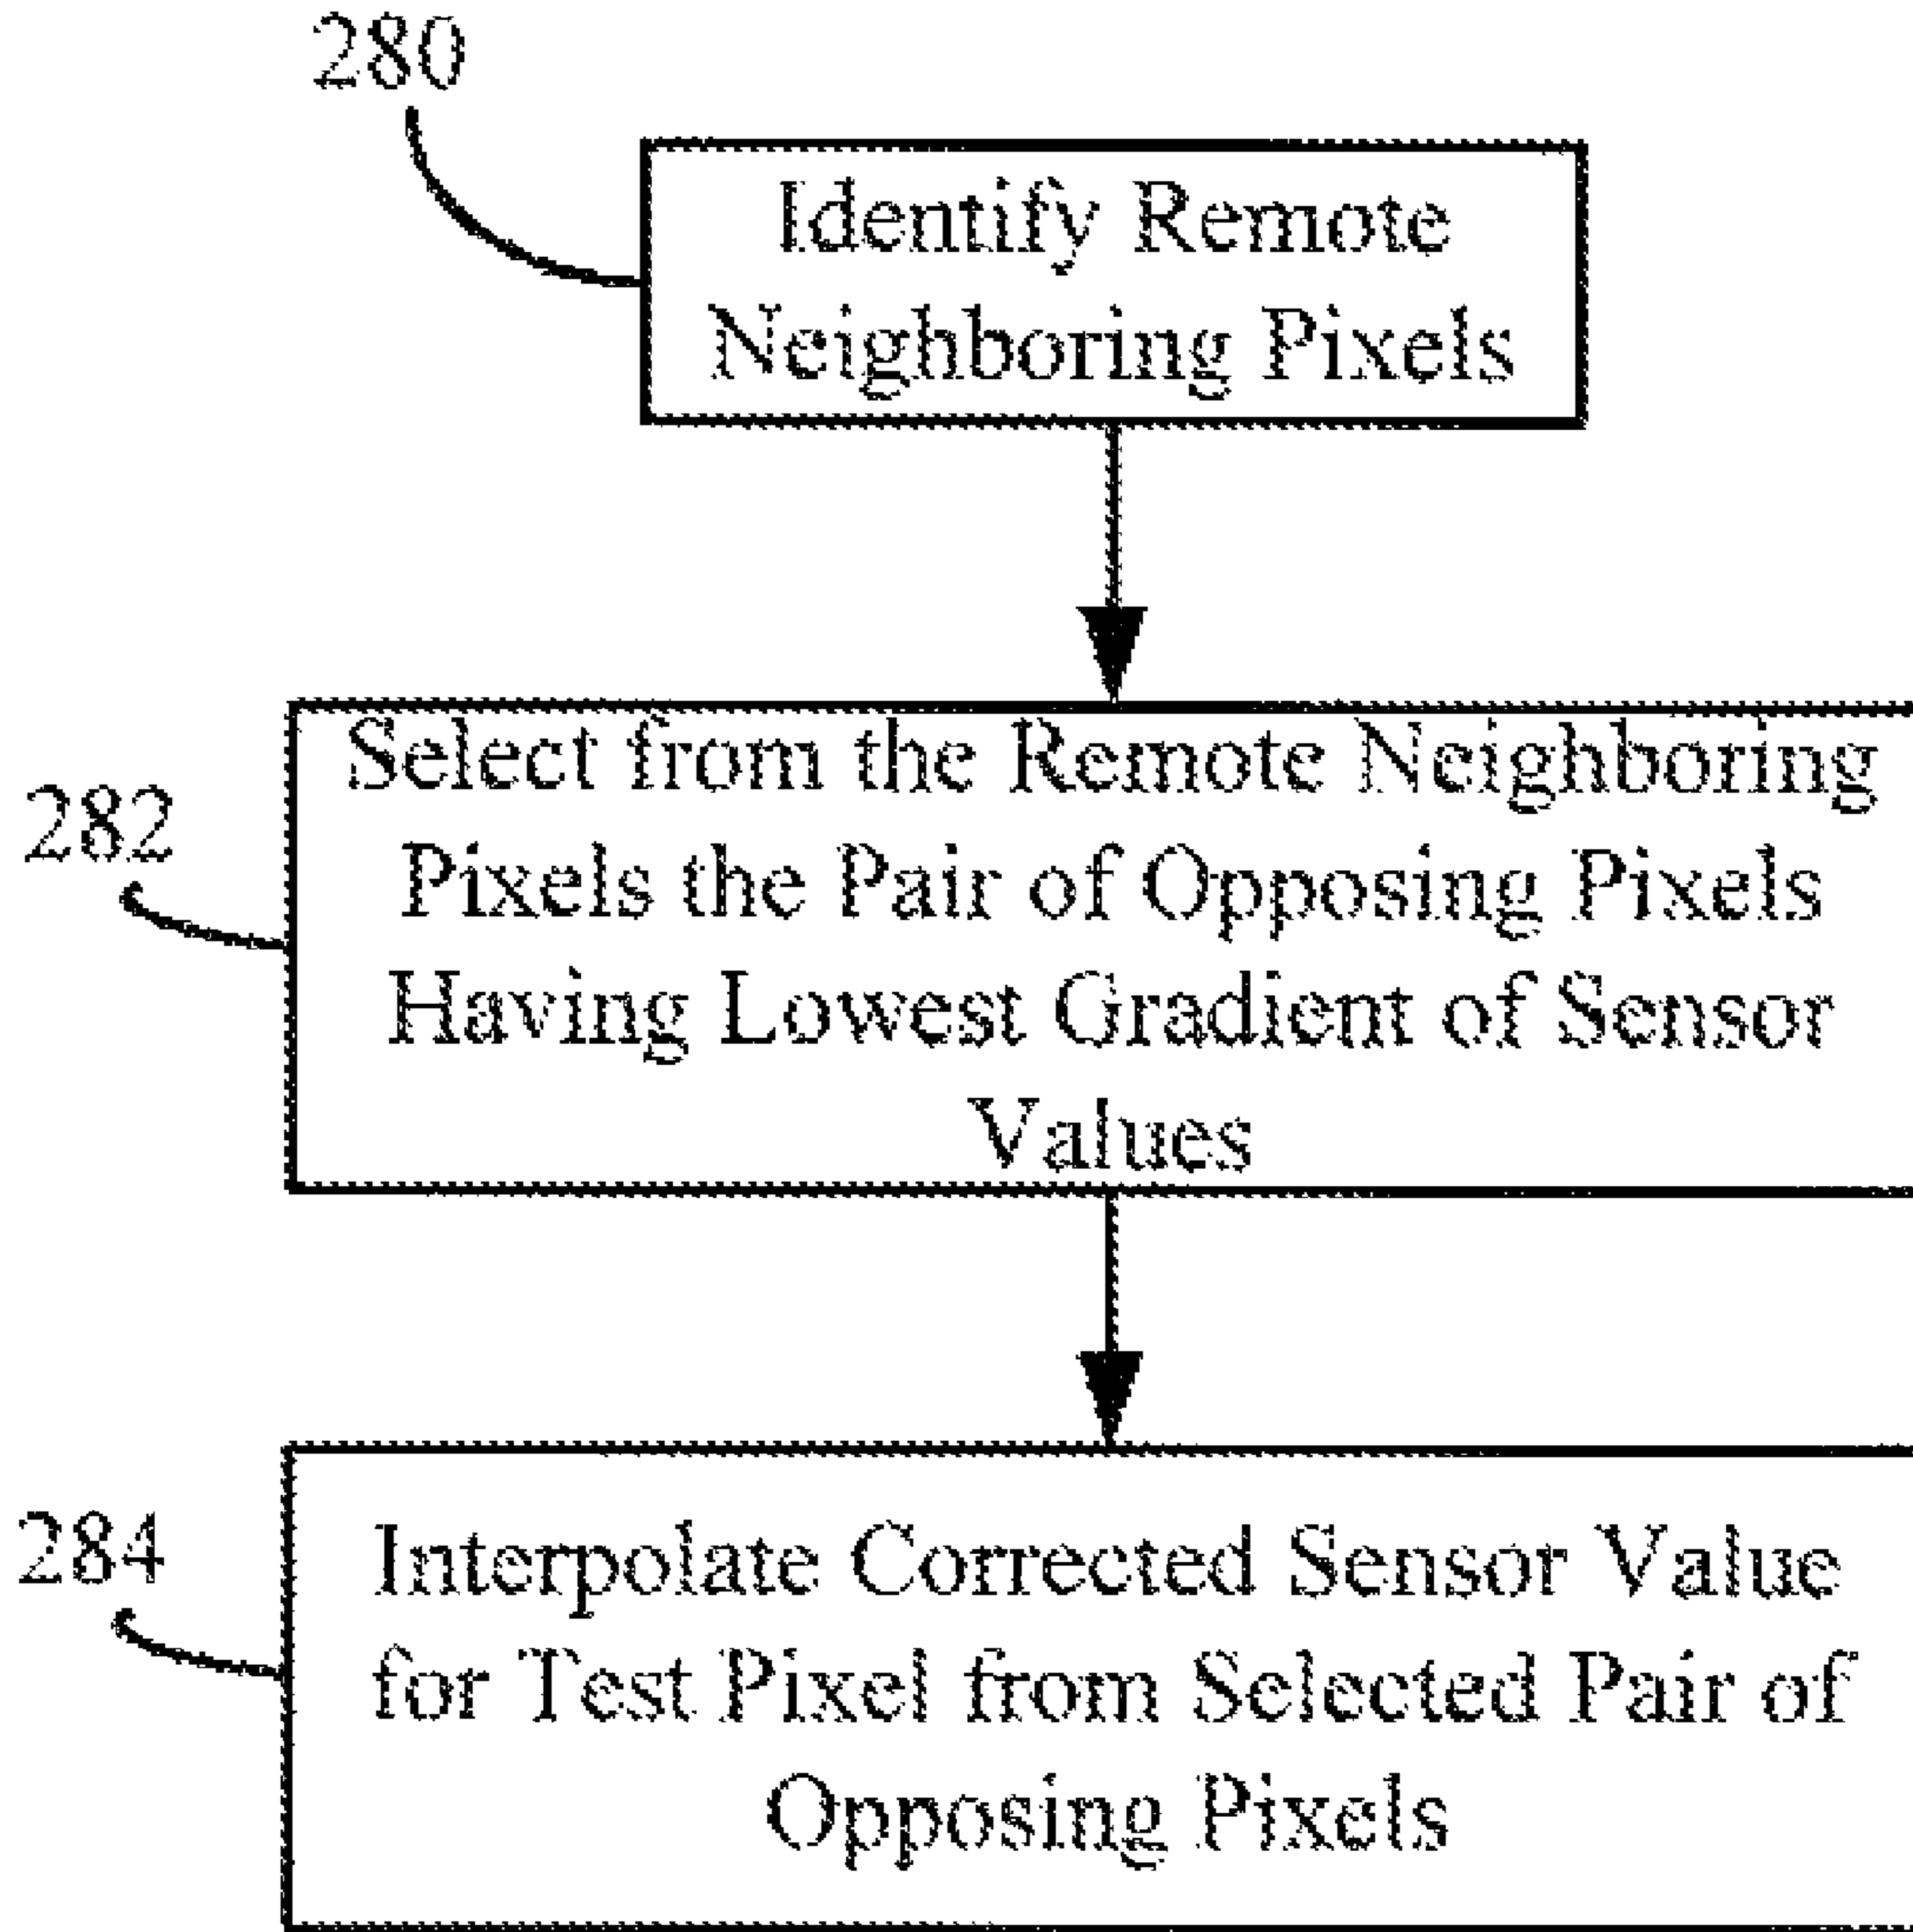 280
Identify Remote
Neighboring Pixels
282
Select from the Remote Neighboring
Pixels the Pair of Opposing Pixels
Having Lowest Gradient of Sensor
Values
284
Interpolate Corrected Sensor Value
for Test Pixel from Selected Pair of
Opposing Pixels